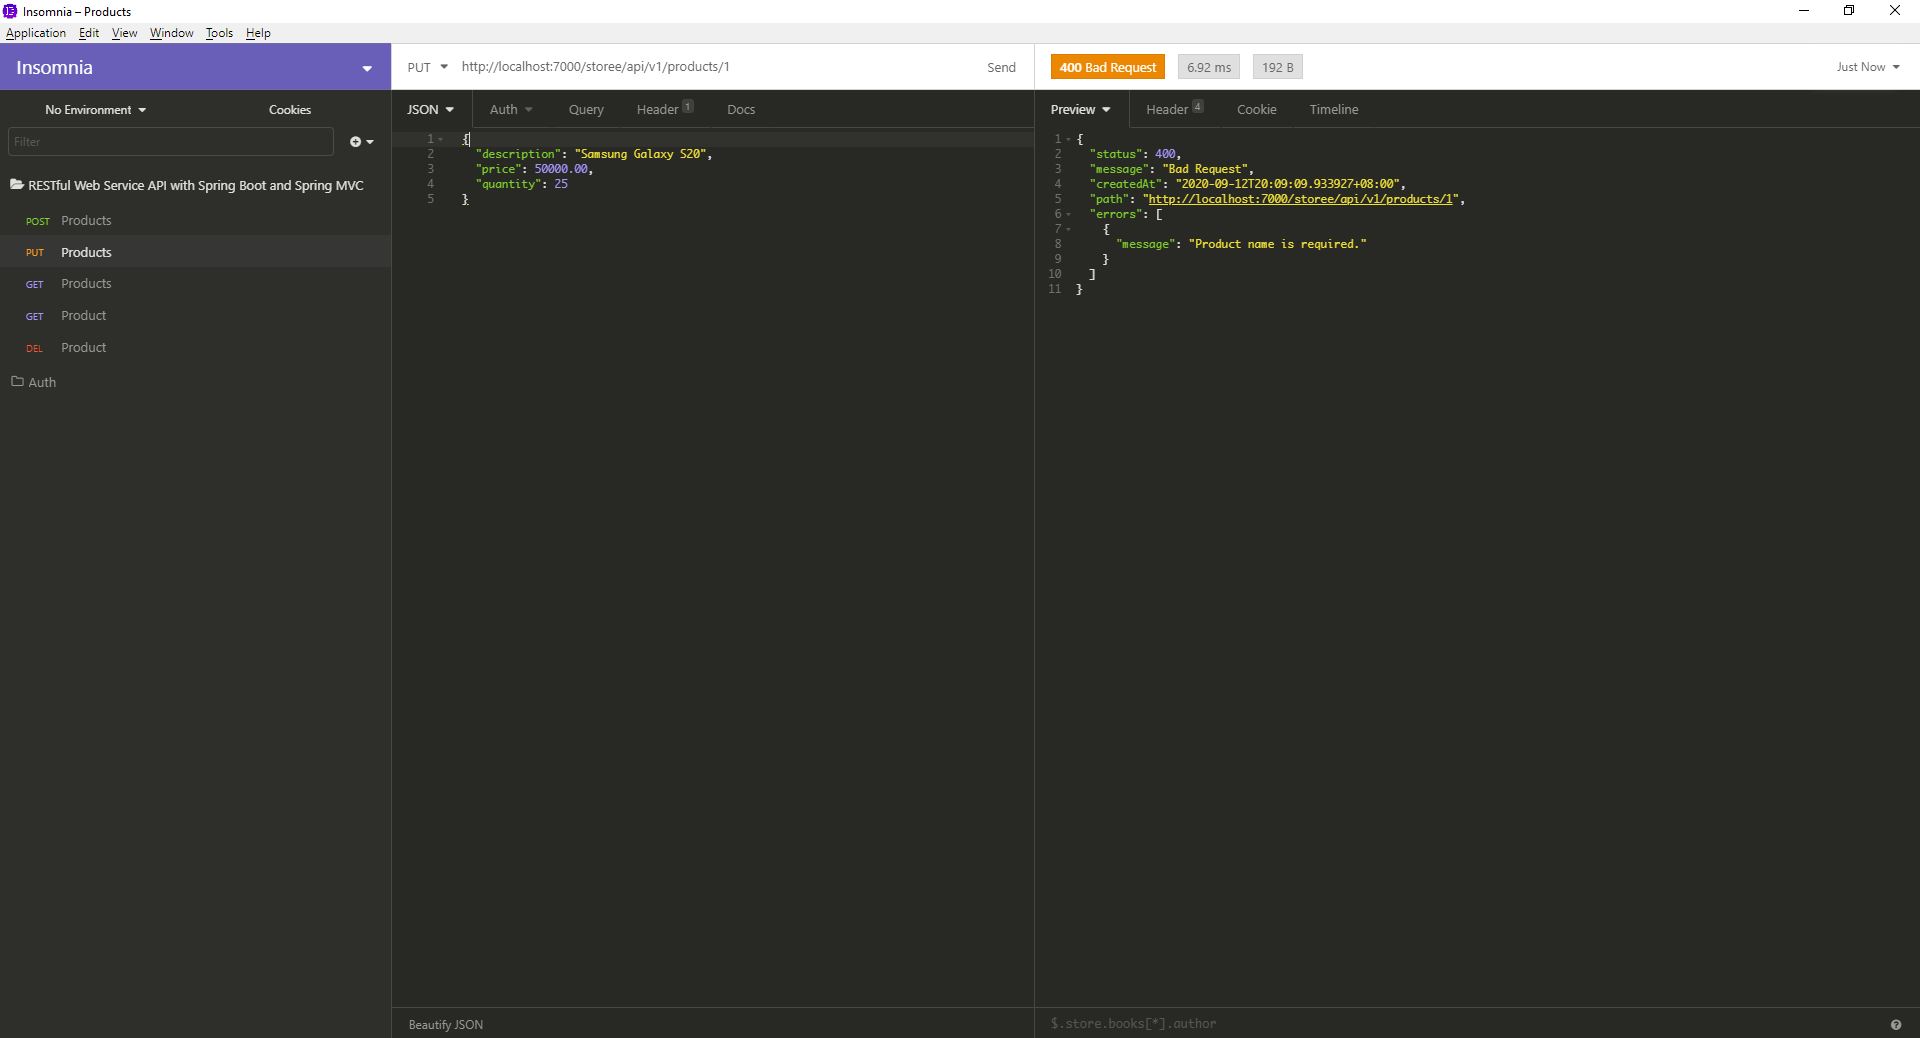 Insomnia – Products
Application Edit View Window Tools Help
Insomnia
PUT http://localhost:7000/storee/api/v1/products/1 Send
400 Bad Request 6.92 ms 192 B Just Now
No Environment Cookies
JSON Auth Query Header 1 Docs
Preview Header 4 Cookie Timeline
Filter
RESTful Web Service API with Spring Boot and Spring MVC
POST Products
PUT Products
GET Products
GET Product
DEL Product
Auth
1 {
2 "description": "Samsung Galaxy S20",
3 "price": 50000.00,
4 "quantity": 25
5 }
Beautify JSON
1 {
2 "status": 400,
3 "message": "Bad Request",
4 "createdAt": "2020-09-12T20:09:09.933927+08:00",
5 "path": "http://localhost:7000/storee/api/v1/products/1",
6 "errors": [
7 {
8 "message": "Product name is required."
9 }
10 ]
11 }
$.store.books[*].author